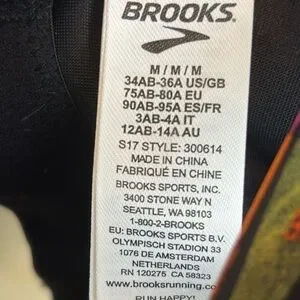 BROOKS
M / M / M
34AB-36A US/GB
75AB-80A EU
90AB-95A ES/FR
3AB-4A IT
12AB-14A AU
S17 STYLE: 300614
MADE IN CHINA
FABRIQUÉ EN CHINE
BROOKS SPORTS, INC.
3400 STONE WAY N
SEATTLE, WA 98103
1-800-2-BROOKS
EU: BROOKS SPORTS B.V.
OLYMPISCH STADION 33
1076 DE AMSTERDAM
NETHERLANDS
RN 120275 CA 58323
www.brooksrunning.c
RUN HAPPY!